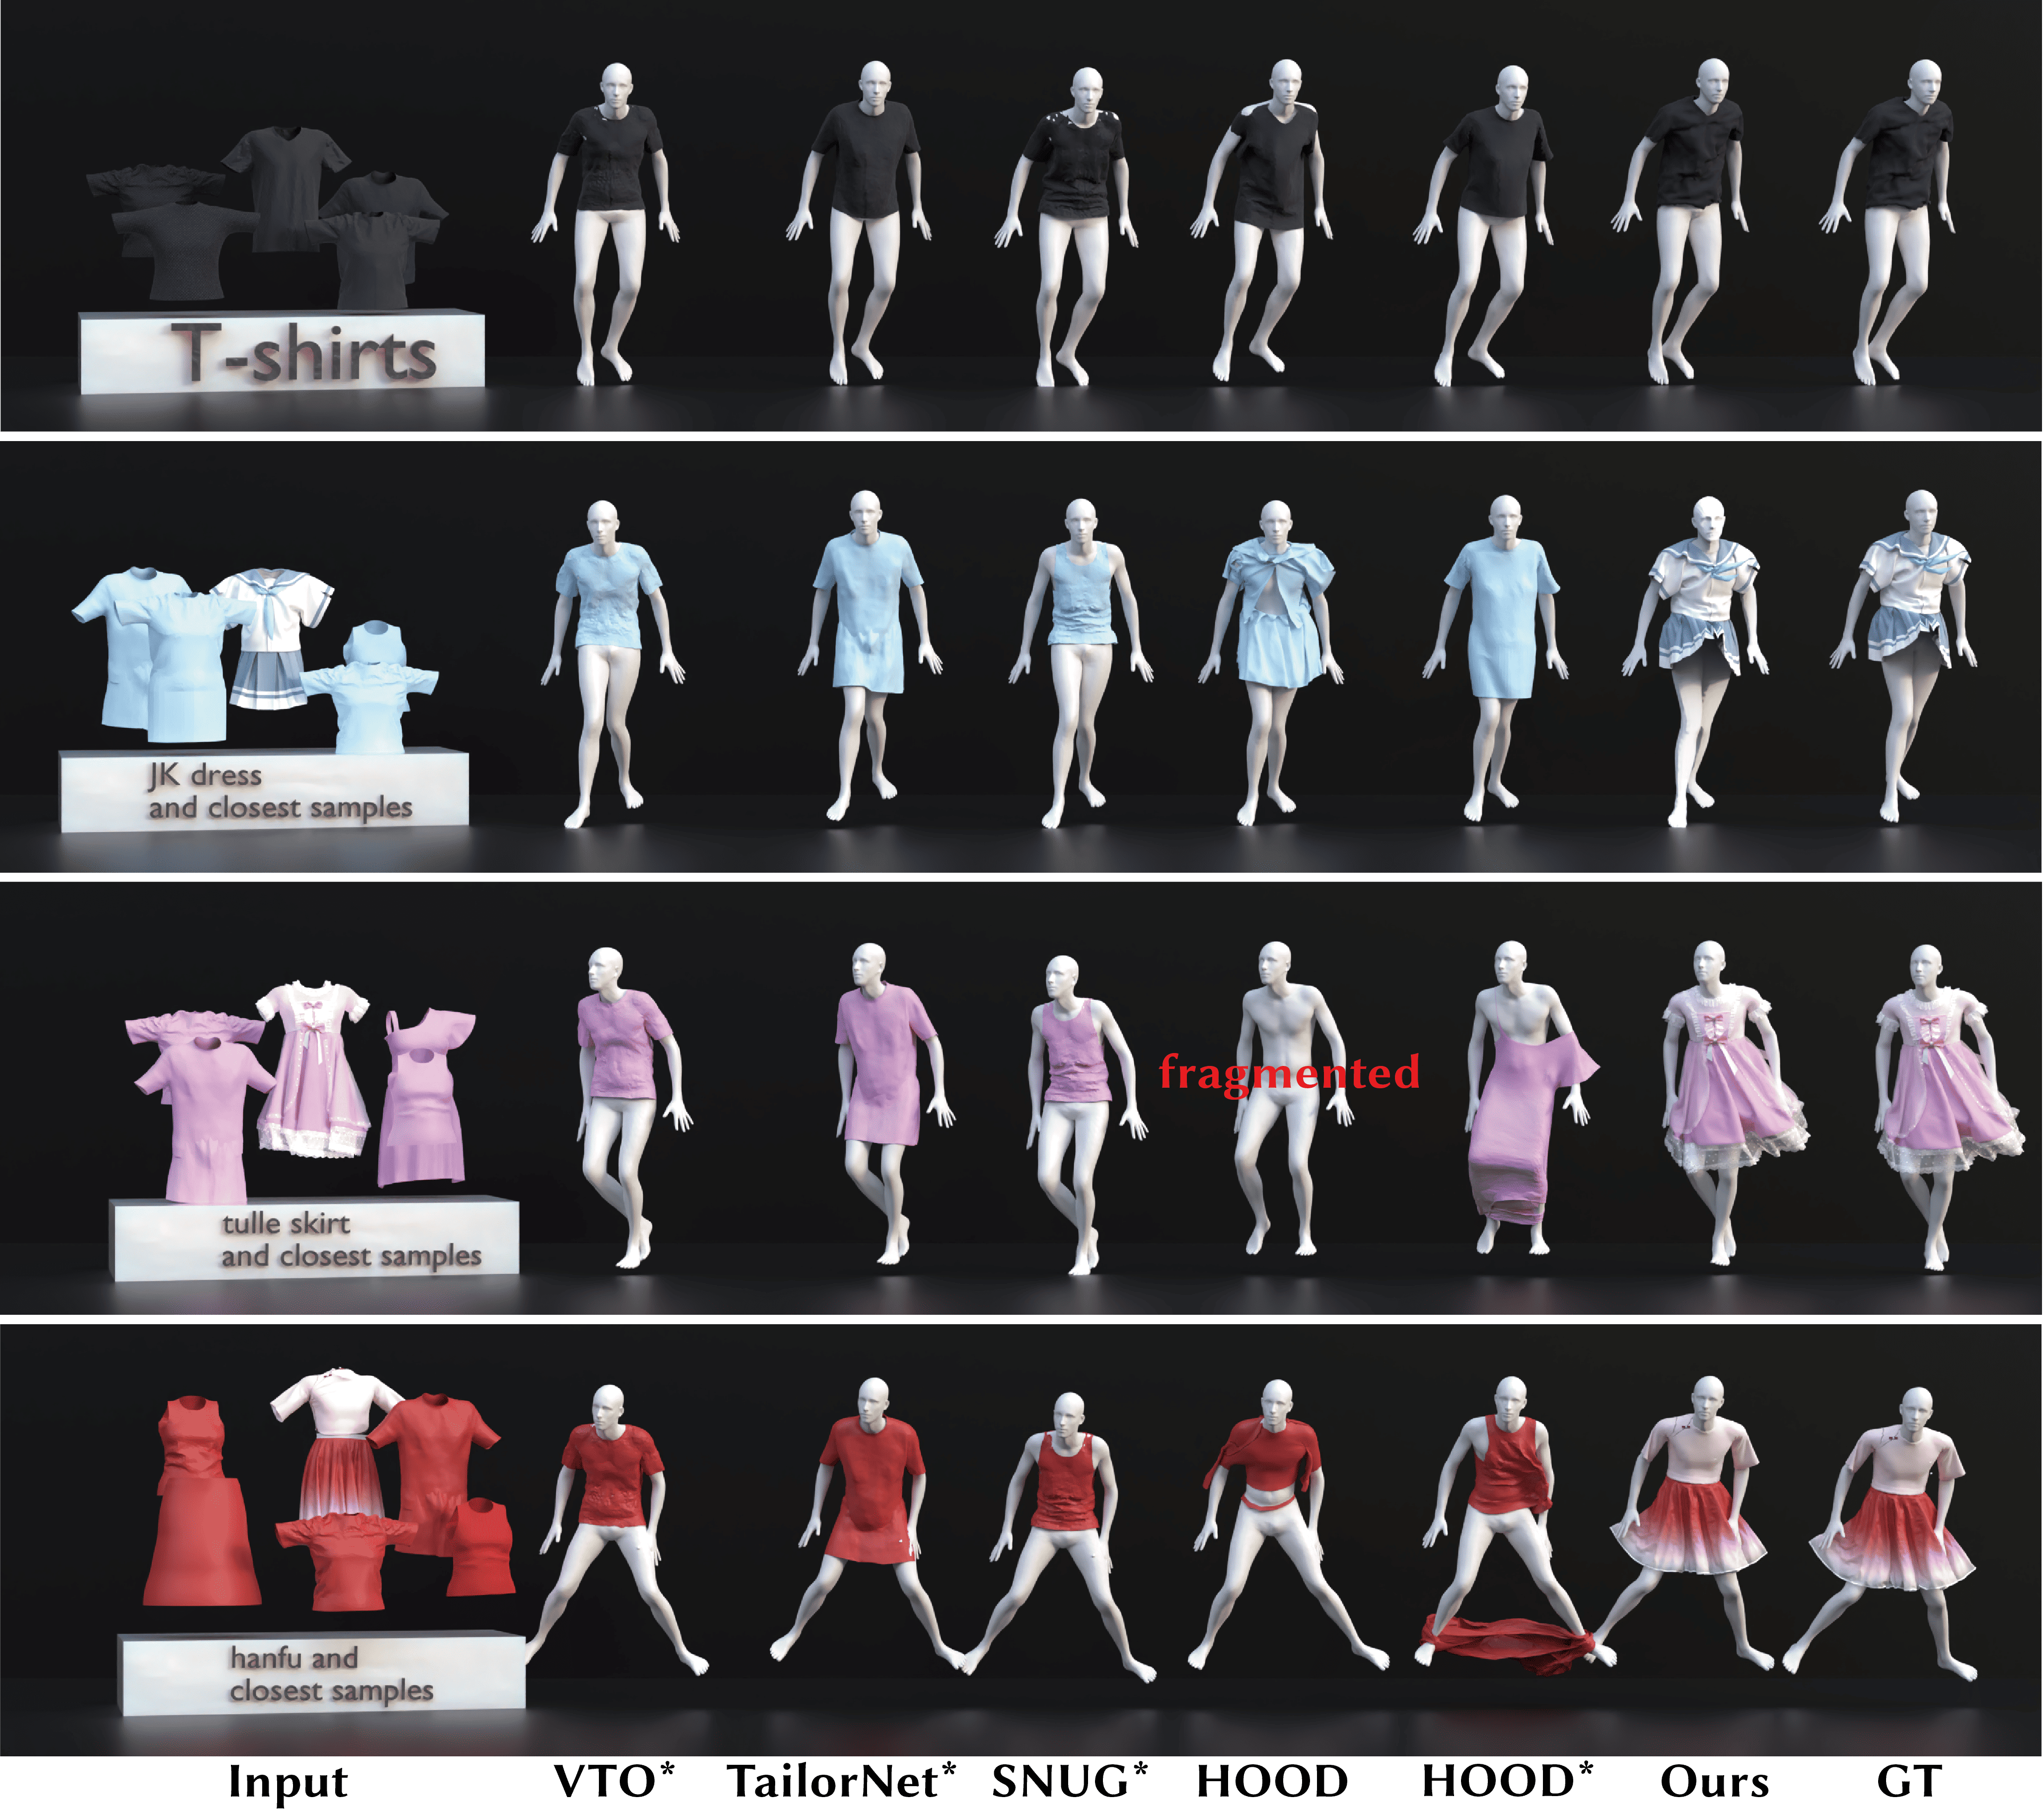 T-shirts
JK dress
and closest samples
fragmented
tulle skirt
and closest samples
hanfu and
closest samples
Input VTO* TailorNet* SNUG* HOOD HOOD* Ours GT